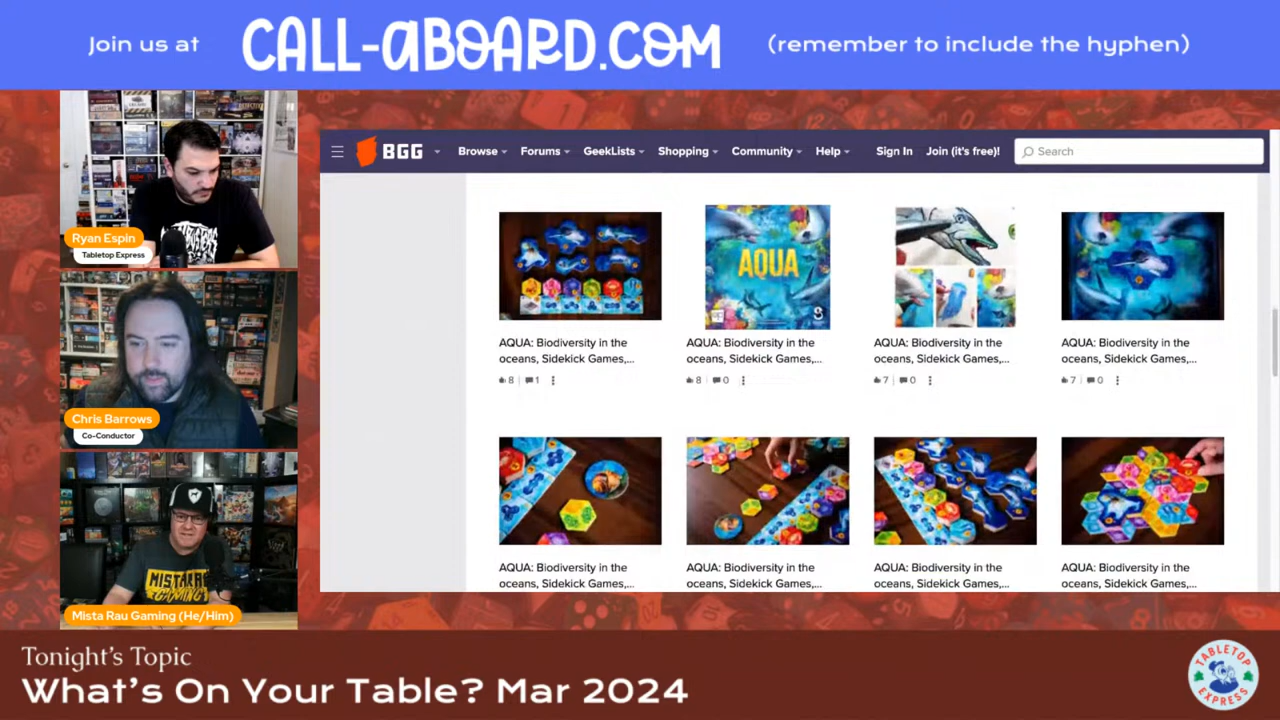 Join us at
CALL-aBOARD.COM
(remember to include the hyphen)
Ryan Espin
Tabletop Express
Chris Barrows
Co-Conductor
MISTA RAU
GAMING
Mista Rau Gaming (He/Him)
BGG
Browse
Forums
GeekLists
Shopping
Community
Help
Sign In
Join (it's free)!
Search
AQUA
AQUA: Biodiversity in the
oceans, Sidekick Games,...
8
1
AQUA: Biodiversity in the
oceans, Sidekick Games,...
8
0
AQUA: Biodiversity in the
oceans, Sidekick Games,...
7
0
AQUA: Biodiversity in the
oceans, Sidekick Games,...
7
0
AQUA: Biodiversity in the
oceans, Sidekick Games,...
AQUA: Biodiversity in the
oceans, Sidekick Games,...
AQUA: Biodiversity in the
oceans, Sidekick Games,...
AQUA: Biodiversity in the
oceans, Sidekick Games,...
Tonight's Topic
What's On Your Table? Mar 2024
TABLETOP
EXPRESS